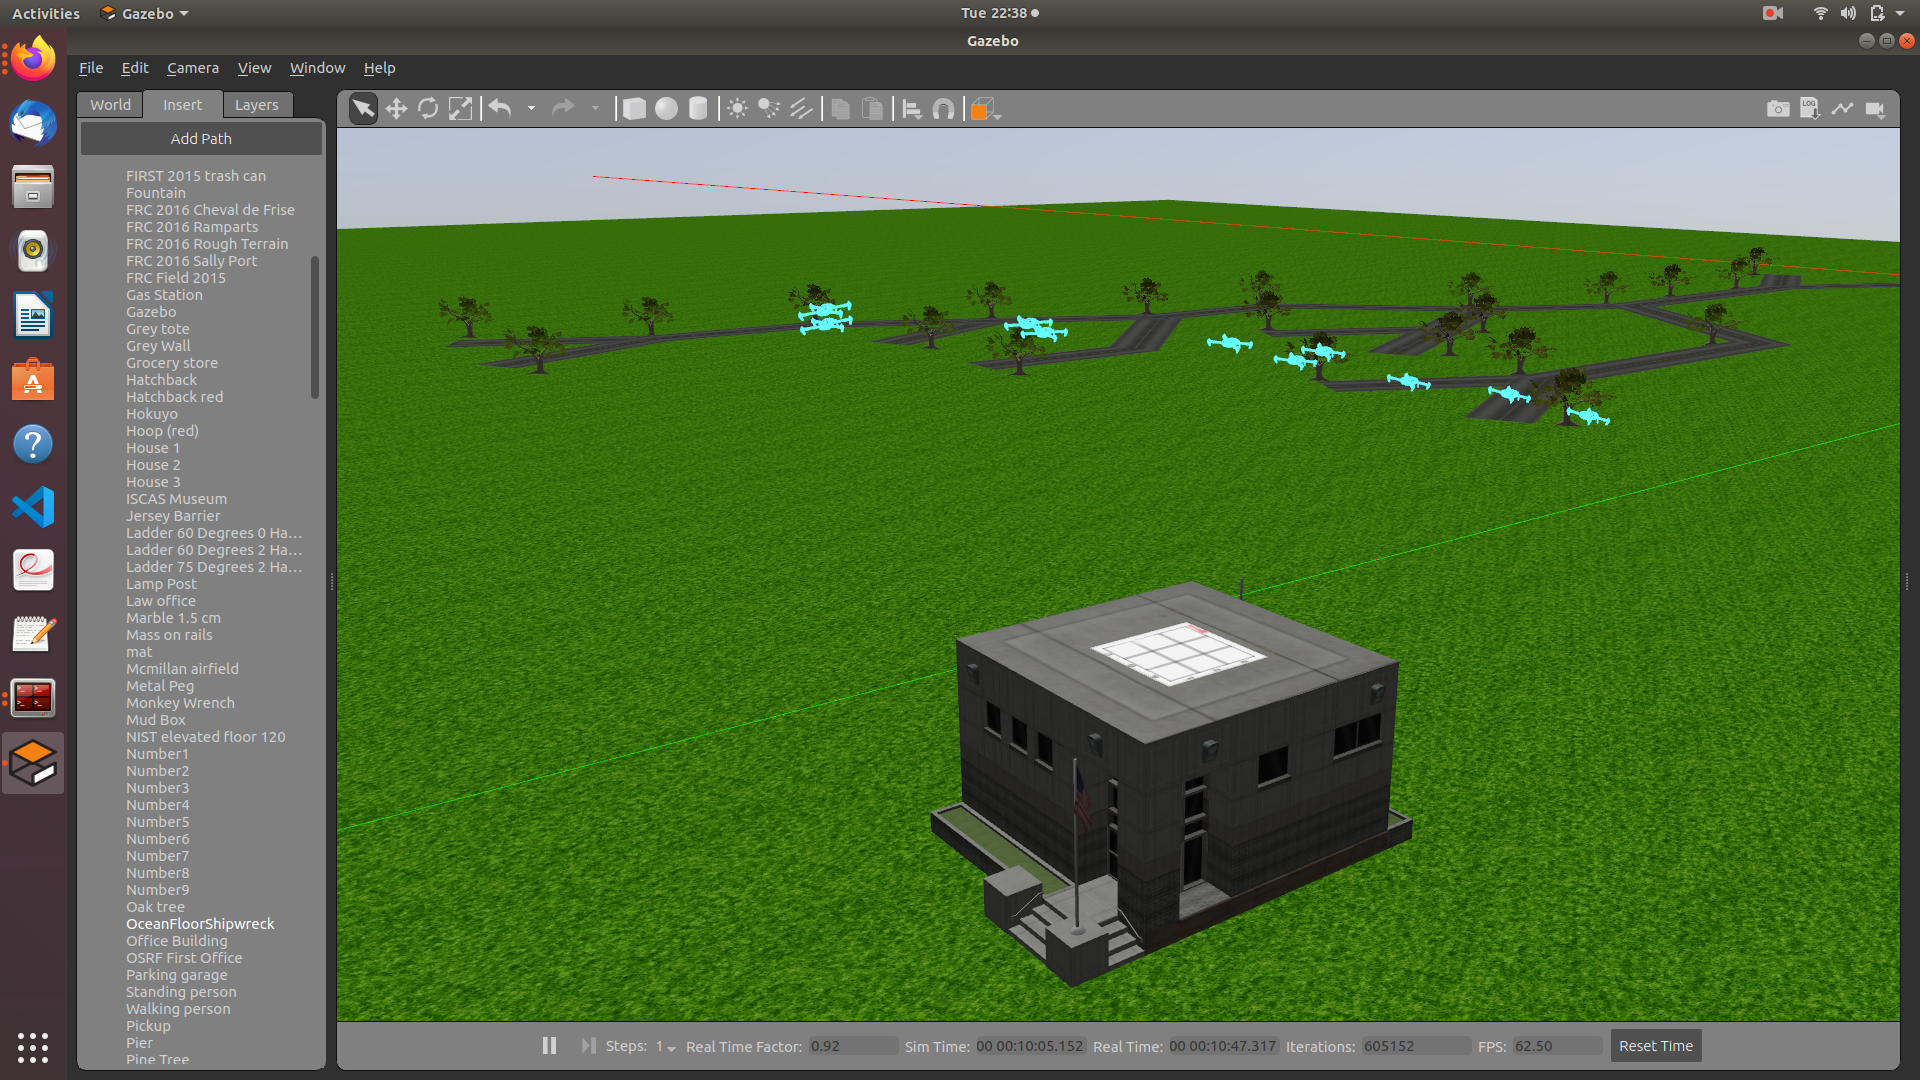 Activities
Gazebo
Tue 22:38
Gazebo
File Edit Camera View Window Help
World Insert Layers
Add Path
LOG
FIRST 2015 trash can
Fountain
FRC 2016 Cheval de Frise
FRC 2016 Ramparts
FRC 2016 Rough Terrain
FRC 2016 Sally Port
FRC Field 2015
Gas Station
Gazebo
Grey tote
Grey Wall
Grocery store
Hatchback
Hatchback red
Hokuyo
Hoop (red)
House 1
House 2
House 3
ISCAS Museum
Jersey Barrier
Ladder 60 Degrees 0 Ha...
Ladder 60 Degrees 2 Ha...
Ladder 75 Degrees 2 Ha...
Lamp Post
Law office
Marble 1.5 cm
Mass on rails
mat
Mcmillan airfield
Metal Peg
Monkey Wrench
Mud Box
NIST elevated floor 120
Number1
Number2
Number3
Number4
Number5
Number6
Number7
Number8
Number9
Oak tree
OceanFloorShipwreck
Office Building
OSRF First Office
Parking garage
Standing person
Walking person
Pickup
Pier
Pine Tree
Steps: 1 Real Time Factor: 0.92 Sim Time: 00 00:10:05.152 Real Time: 00 00:10:47.317 Iterations: 605152 FPS: 62.50 Reset Time